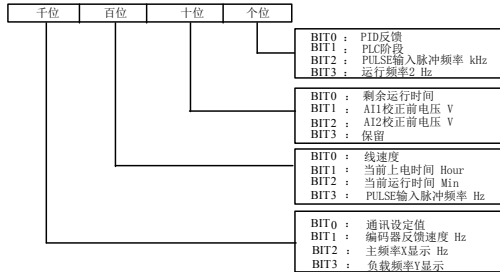 千位 百位 十位 个位
BIT0 : PID反馈
BIT1 : PLC阶段
BIT2 : PULSE输入脉冲频率 kHz
BIT3 : 运行频率2 Hz
BIT0 : 剩余运行时间
BIT1 : AI1校正前电压 V
BIT2 : AI2校正前电压 V
BIT3 : 保留
BIT0 : 线速度
BIT1 : 当前上电时间 Hour
BIT2 : 当前运行时间 Min
BIT3 : PULSE输入脉冲频率 Hz
BIT0 : 通讯设定值
BIT1 : 编码器反馈速度 Hz
BIT2 : 主频率X显示 Hz
BIT3 : 负载频率Y显示